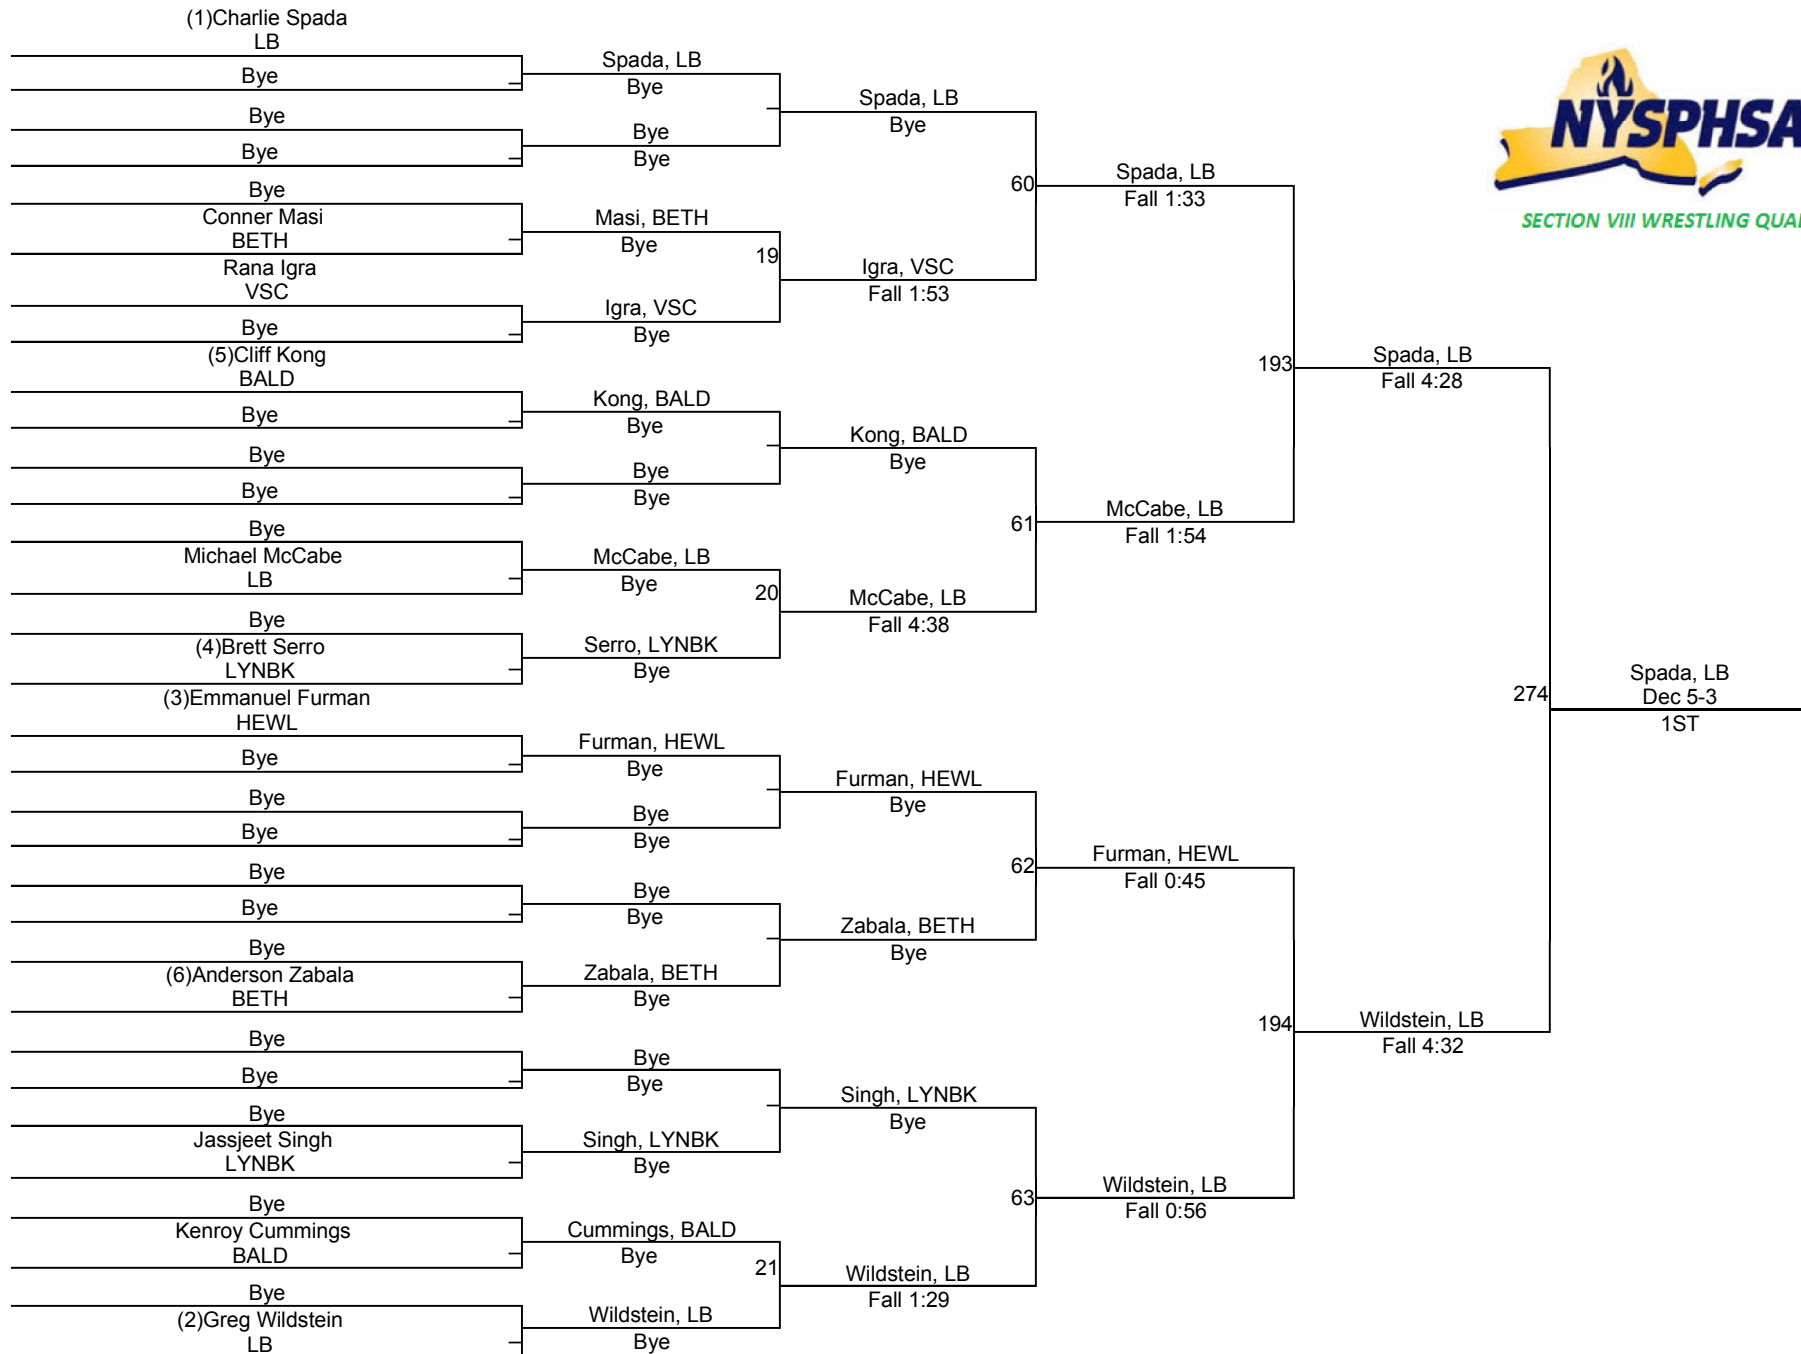 (1)Charlie Spada
LB
Bye
Bye
Bye
Bye
Conner Masi
BETH
Rana Igra
VSC
Bye
(5)Cliff Kong
BALD
Bye
Bye
Bye
Bye
Michael McCabe
LB
Bye
(4)Brett Serro
LYNBK
(3)Emmanuel Furman
HEWL
Bye
Bye
Bye
Bye
Bye
Bye
(6)Anderson Zabala
BETH
Bye
Bye
Bye
Jassjeet Singh
LYNBK
Bye
Kenroy Cummings
BALD
Bye
(2)Greg Wildstein
LB
Spada, LB
Bye
Bye
Bye
Masi, BETH
Bye
19
Igra, VSC
Bye
Kong, BALD
Bye
Bye
Bye
McCabe, LB
Bye
20
Serro, LYNBK
Bye
Furman, HEWL
Bye
Bye
Bye
Bye
Bye
Zabala, BETH
Bye
Bye
Bye
Singh, LYNBK
Bye
Cummings, BALD
Bye
21
Wildstein, LB
Bye
Spada, LB
Bye
60
Igra, VSC
Fall 1:53
Kong, BALD
Bye
61
McCabe, LB
Fall 4:38
Furman, HEWL
Bye
62
Zabala, BETH
Bye
Singh, LYNBK
Bye
63
Wildstein, LB
Fall 1:29
Spada, LB
Fall 1:33
193
McCabe, LB
Fall 1:54
Furman, HEWL
Fall 0:45
194
Wildstein, LB
Fall 0:56
Spada, LB
Fall 4:28
274
Wildstein, LB
Fall 4:32
Spada, LB
Dec 5-3
1ST
NYSPHSA
SECTION VIII WRESTLING QUA